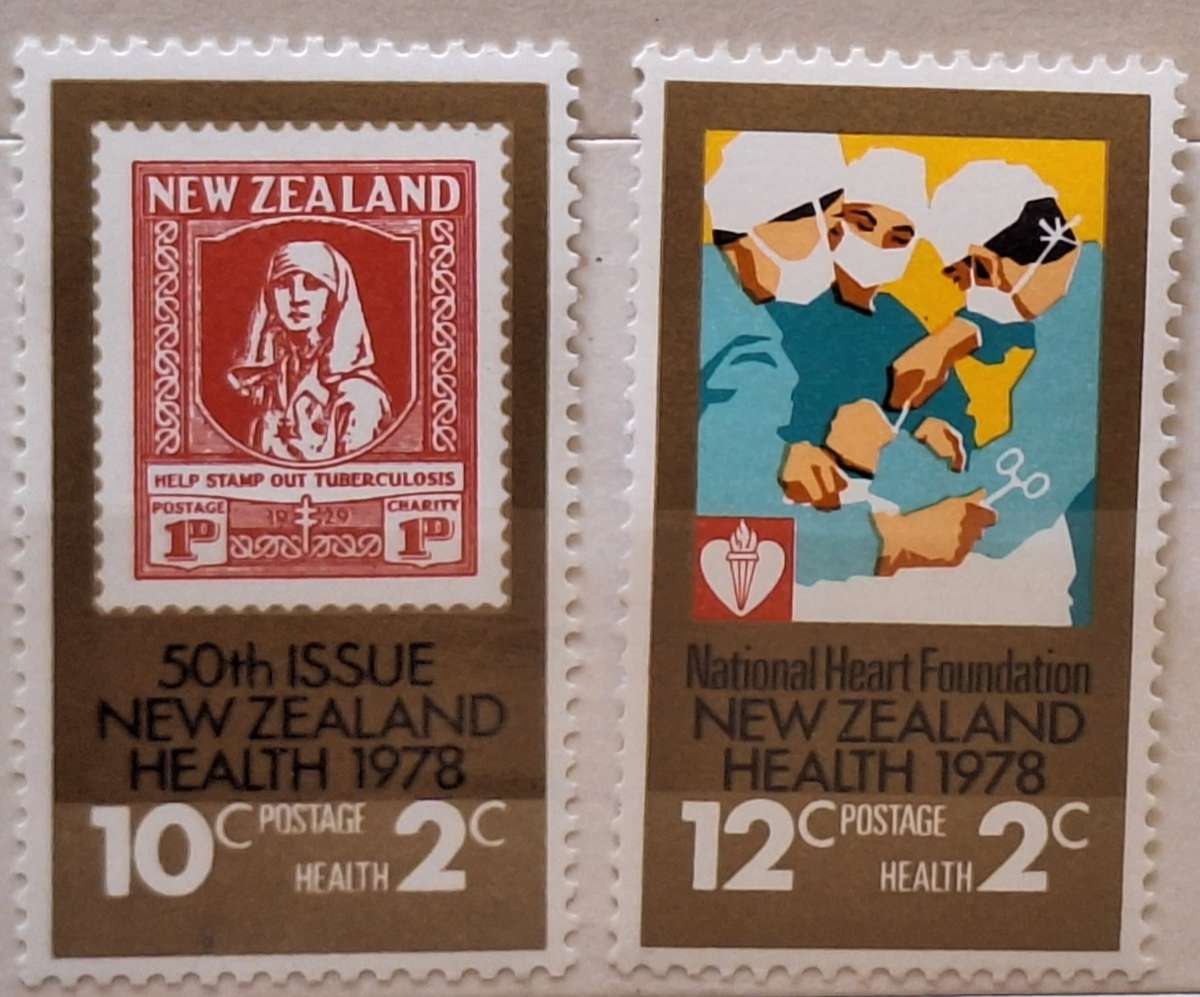 NEW ZEALAND
HELP STAMP OUT TUBERCULOSIS
POSTAGE
CHARITY
1D
1929
1D
50th ISSUE
NEW ZEALAND
HEALTH 1978
10c POSTAGE
HEALTH 2c
National Heart Foundation
NEW ZEALAND
HEALTH 1978
12c POSTAGE
HEALTH 2c